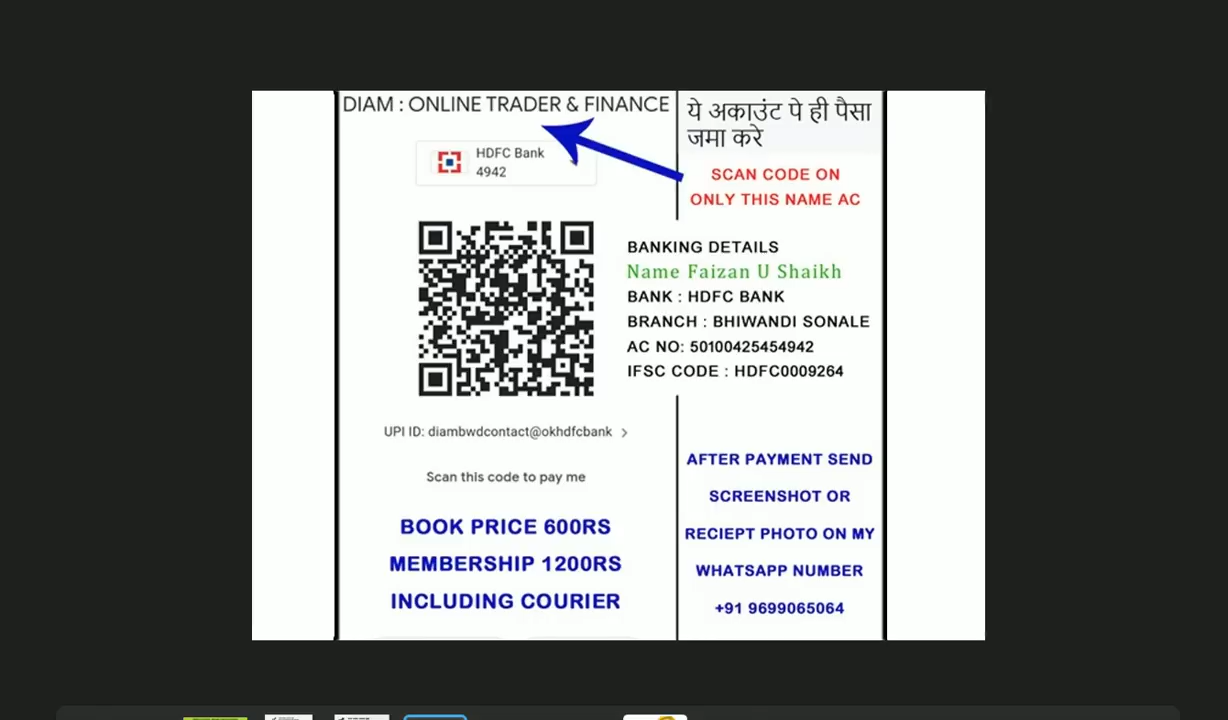 DIAM : ONLINE TRADER & FINANCE
HDFC Bank
4942
UPI ID: diambwdcontact@okhdfcbank
Scan this code to pay me
BOOK PRICE 600RS
MEMBERSHIP 1200RS
INCLUDING COURIER
ये अकाउंट पे ही पैसा
जमा करे
SCAN CODE ON
ONLY THIS NAME AC
BANKING DETAILS
Name Faizan U Shaikh
BANK : HDFC BANK
BRANCH : BHIWANDI SONALE
AC NO: 50100425454942
IFSC CODE : HDFC0009264
AFTER PAYMENT SEND
SCREENSHOT OR
RECIEPT PHOTO ON MY
WHATSAPP NUMBER
+91 9699065064